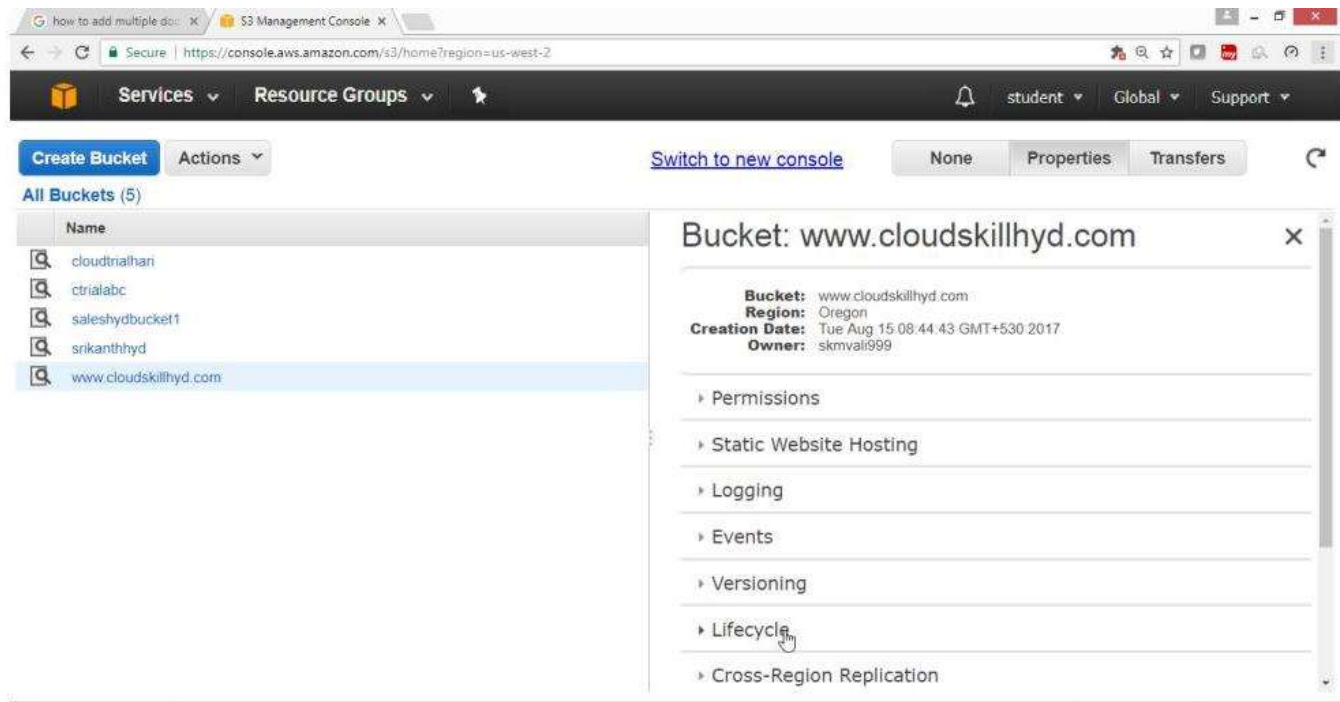 how to add multiple do
S3 Management Console
Secure | https://console.aws.amazon.com/s3/home?region=us-west-2
Services Resource Groups student Global Support
Create Bucket Actions Switch to new console None Properties Transfers
All Buckets (5)
Name
cloudtrialhari
ctrialabc
saleshydbucket1
srikanthhyd
www.cloudskillhyd.com
Bucket: www.cloudskillhyd.com
Bucket: www.cloudskillhyd.com
Region: Oregon
Creation Date: Tue Aug 15 08:44:43 GMT+530 2017
Owner: skmvali999
Permissions
Static Website Hosting
Logging
Events
Versioning
Lifecycle
Cross-Region Replication